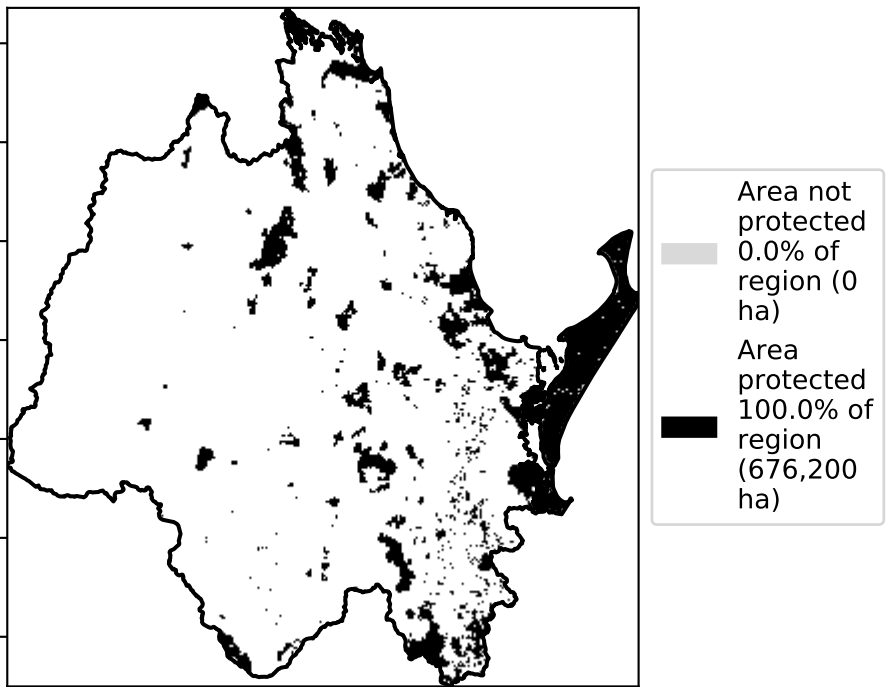 Area not
protected
0.0% of
region (0
ha)
Area
protected
100.0% of
region
(676,200
ha)